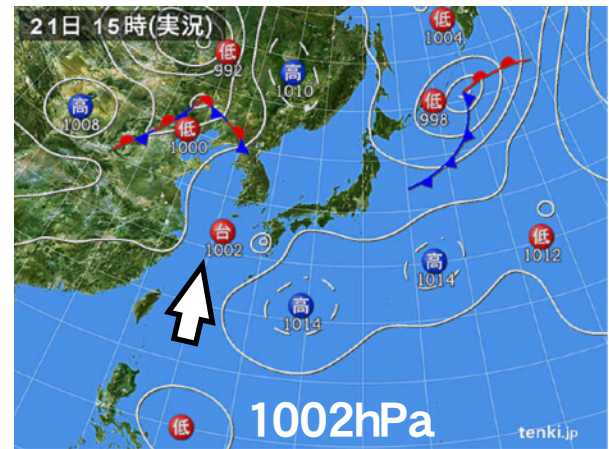 21日 15時(実況)
低
992
高
1010
低
1004
高
1008
低
1000
低
998
台
1002
低
1012
高
1014
高
1014
低
1002hPa
tenki.jp